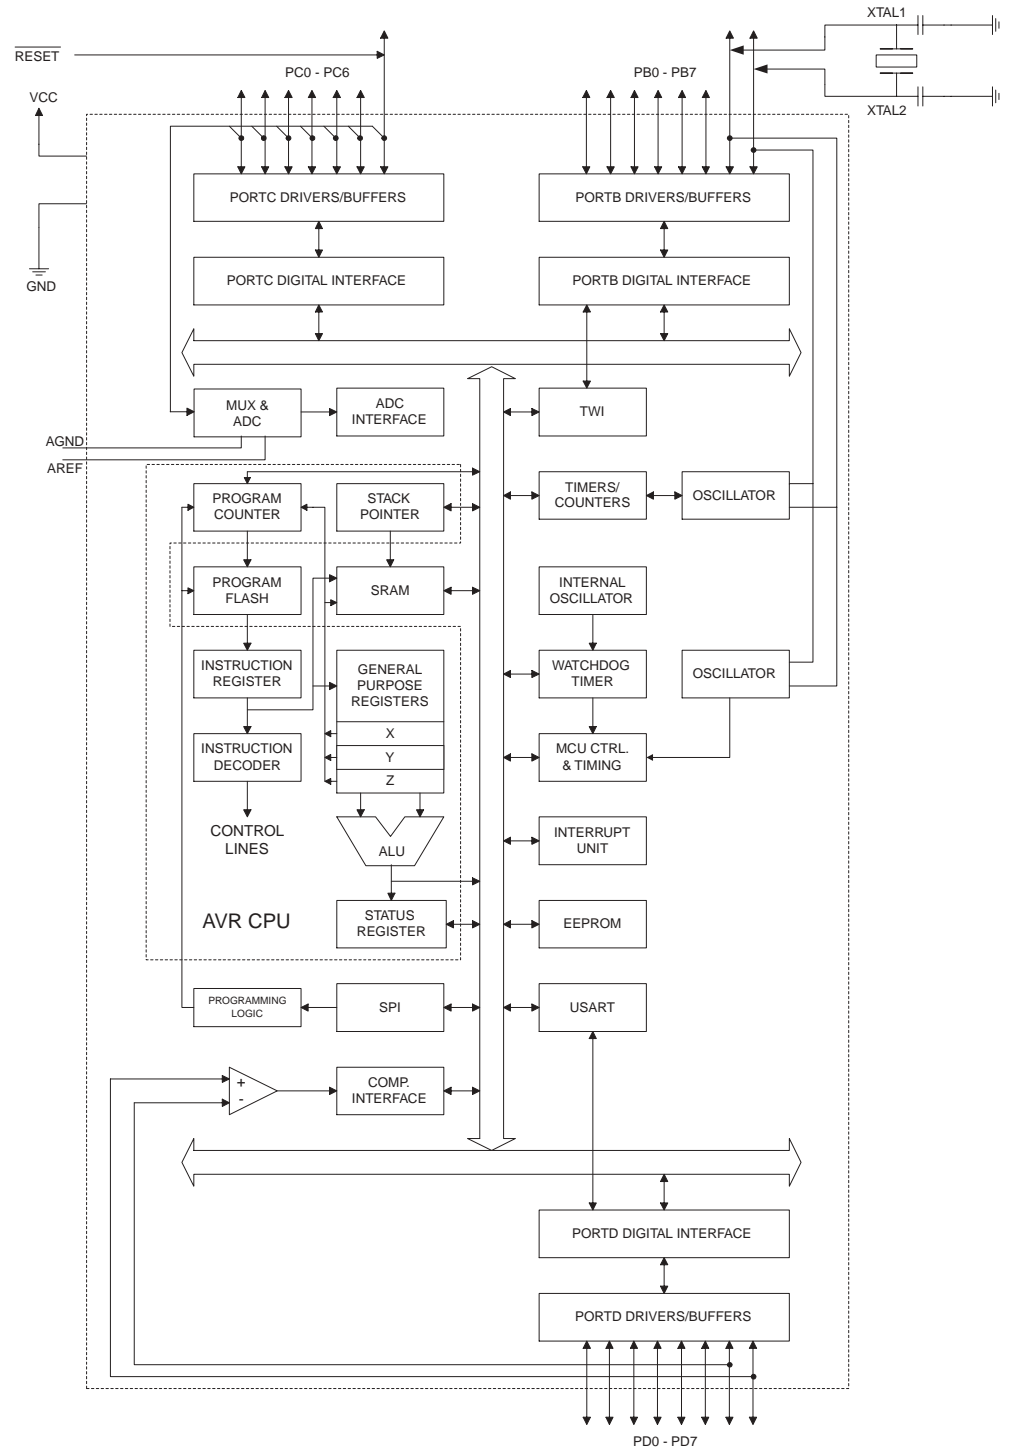 XTAL1
RESET
PC0 - PC6
PB0 - PB7
VCC
XTAL2
PORTC DRIVERS/BUFFERS
PORTB DRIVERS/BUFFERS
PORTC DIGITAL INTERFACE
PORTB DIGITAL INTERFACE
GND
MUX &
ADC
ADC
INTERFACE
TWI
AGND
AREF
PROGRAM
COUNTER
STACK
POINTER
TIMERS/
COUNTERS
OSCILLATOR
PROGRAM
FLASH
SRAM
INTERNAL
OSCILLATOR
INSTRUCTION
REGISTER
GENERAL
PURPOSE
REGISTERS
WATCHDOG
TIMER
OSCILLATOR
X
INSTRUCTION
DECODER
Y
Z
MCU CTRL.
& TIMING
CONTROL
LINES
ALU
INTERRUPT
UNIT
AVR CPU
STATUS
REGISTER
EEPROM
PROGRAMMING
LOGIC
SPI
USART
+
-
COMP.
INTERFACE
PORTD DIGITAL INTERFACE
PORTD DRIVERS/BUFFERS
PD0 - PD7